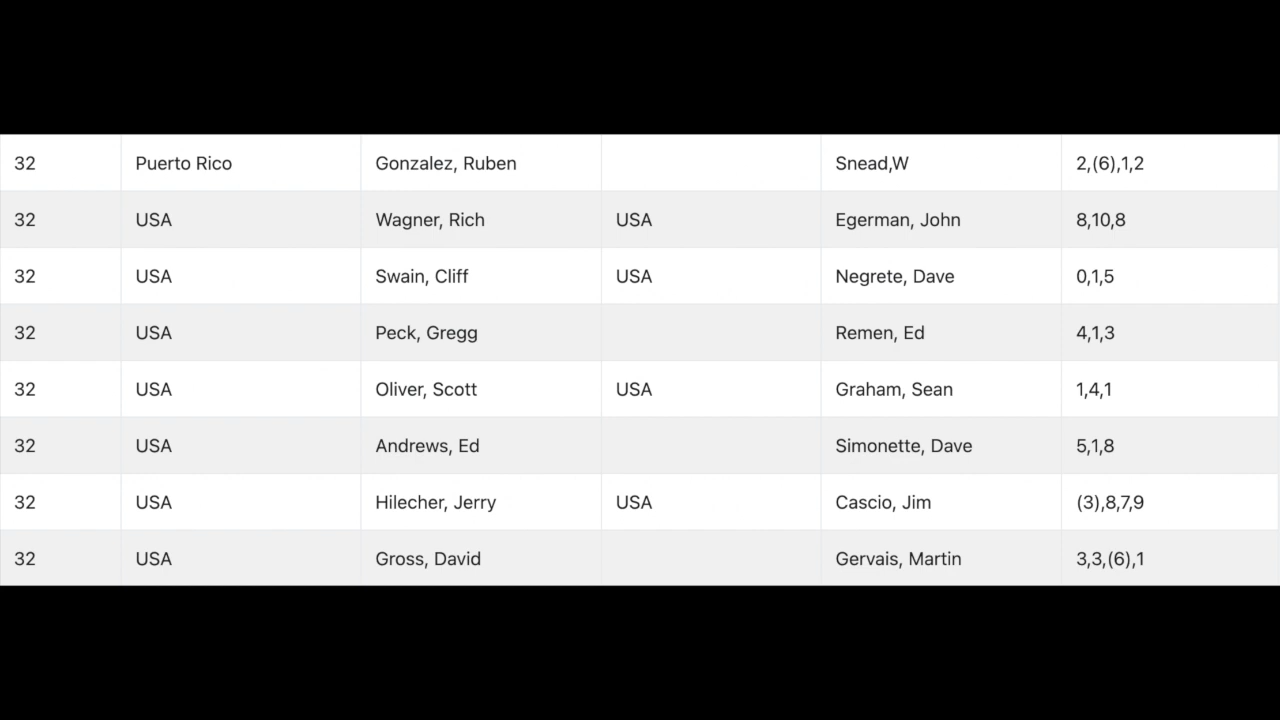 32 Puerto Rico Gonzalez, Ruben Snead,W 2,(6),1,2
32 USA Wagner, Rich USA Egerman, John 8,10,8
32 USA Swain, Cliff USA Negrete, Dave 0,1,5
32 USA Peck, Gregg Remen, Ed 4,1,3
32 USA Oliver, Scott USA Graham, Sean 1,4,1
32 USA Andrews, Ed Simonette, Dave 5,1,8
32 USA Hilecher, Jerry USA Cascio, Jim (3),8,7,9
32 USA Gross, David Gervais, Martin 3,3,(6),1